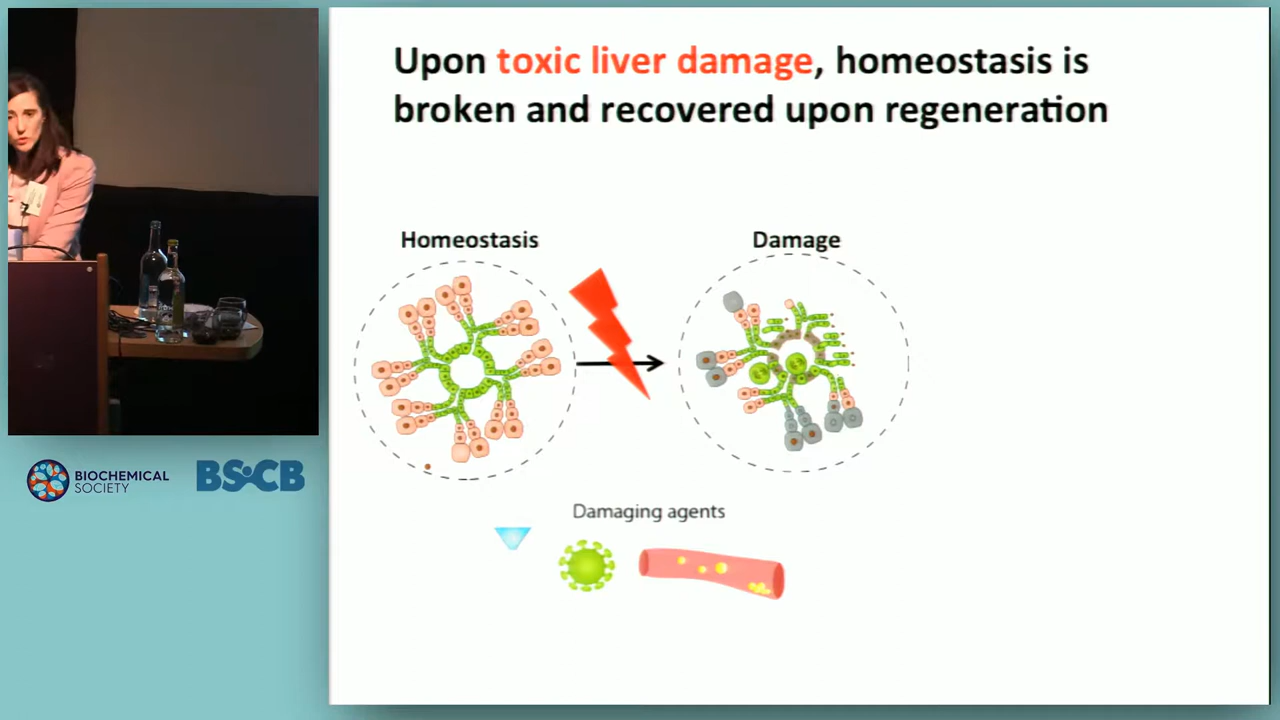 Upon toxic liver damage, homeostasis is
broken and recovered upon regeneration
Homeostasis
Damage
Damaging agents
BIOCHEMICAL
SOCIETY
BSCB